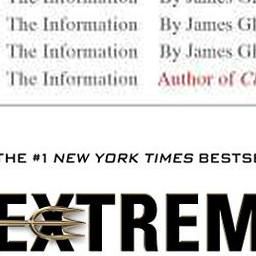 The Information By James Gl
The Information By James Gl
The Information By James Gl
The Information Author of C
THE #1 NEW YORK TIMES BESTSE
EXTREM